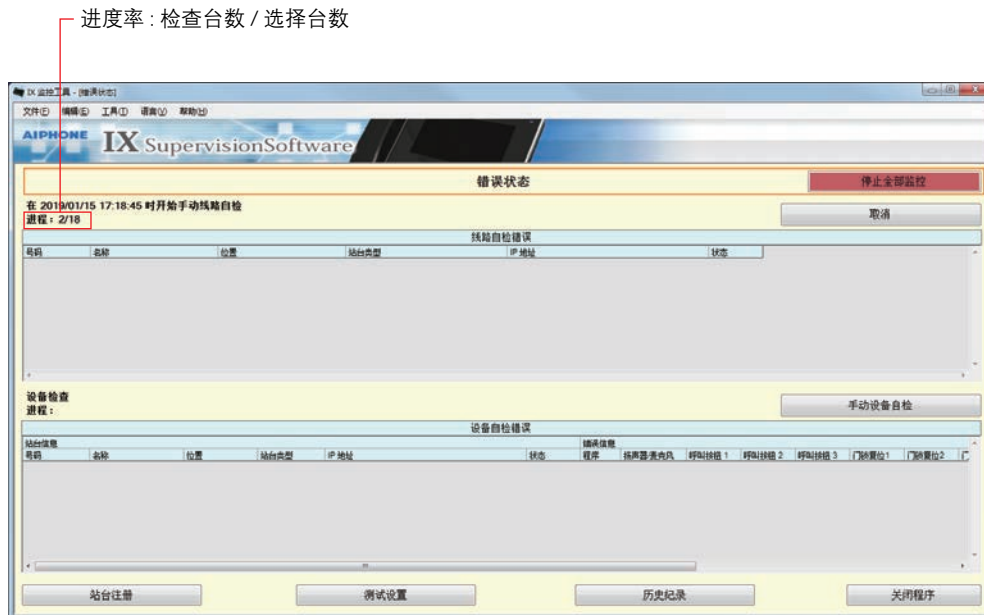 进度率 : 检查台数 / 选择台数
IX 监控工具 - [错误状态]
文件(F) 编辑(E) 工具(T) 语言(V) 帮助(H)
AIPHONE IX SupervisionSoftware
错误状态 停止全部监控
在 2019/01/15 17:18:45 时开始手动线路自检
进程: 2/18
取消
线路自检错误
号码 名称 位置 站台类型 IP 地址 状态
设备检查
进程:
手动设备自检
设备自检错误
站台信息 错误信息
号码 名称 位置 站台类型 IP 地址 状态 程序 扬声器/麦克风 呼叫按钮 1 呼叫按钮 2 呼叫按钮 3 门锁复位1 门锁复位2
站台注册 测试设置 历史纪录 关闭程序